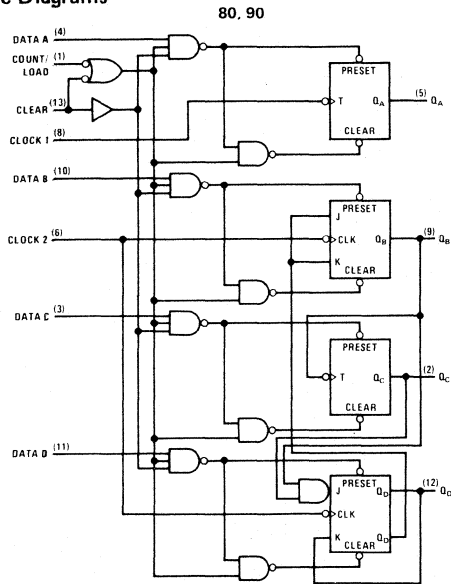 c Diagrams
80, 90
DATA A (4)
COUNT/ (1)
LOAD
CLEAR (13)
CLOCK 1 (8)
PRESET
T QA (5) QA
CLEAR
DATA B (10)
CLOCK 2 (6)
PRESET
J
CLK QB (9) QB
K
CLEAR
DATA C (3)
PRESET
T QC (2) QC
CLEAR
DATA D (11)
PRESET
J QD (12) QD
CLK
K QD
CLEAR